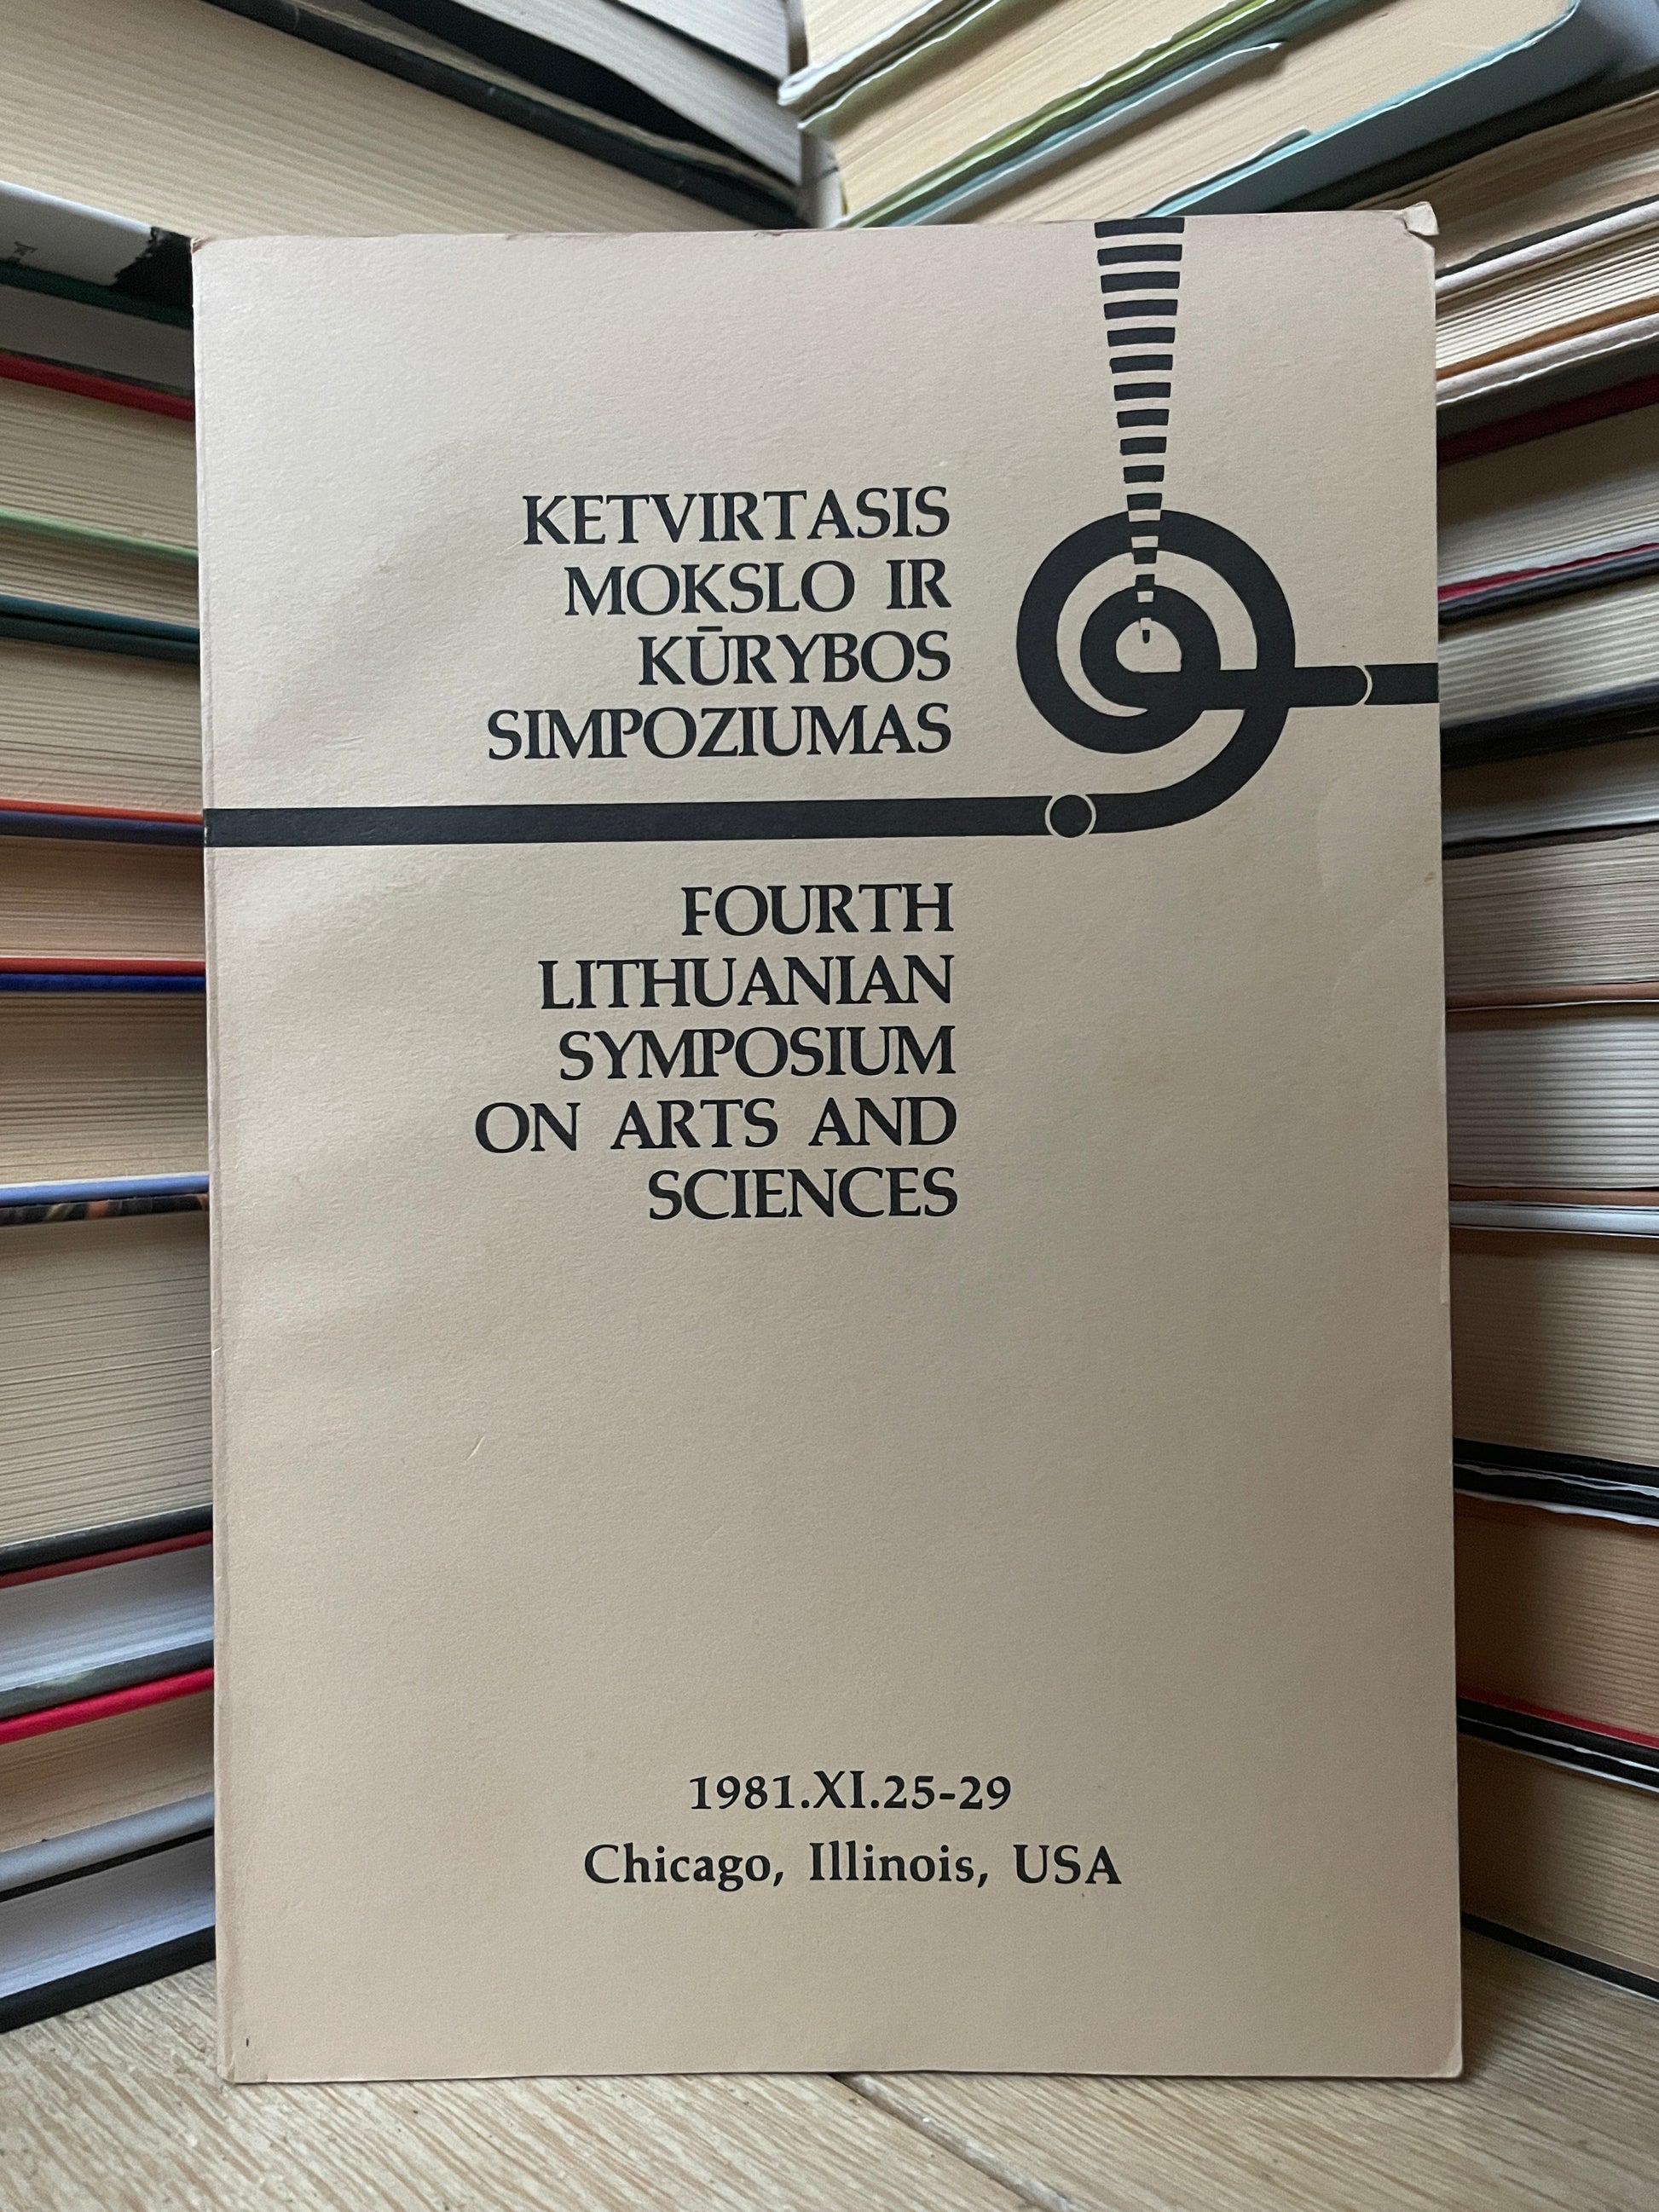 KETVIRTASIS
MOKSLO IR
KŪRYBOS
SIMPOZIUMAS
FOURTH
LITHUANIAN
SYMPOSIUM
ON ARTS AND
SCIENCES
1981.XI.25-29
Chicago, Illinois, USA